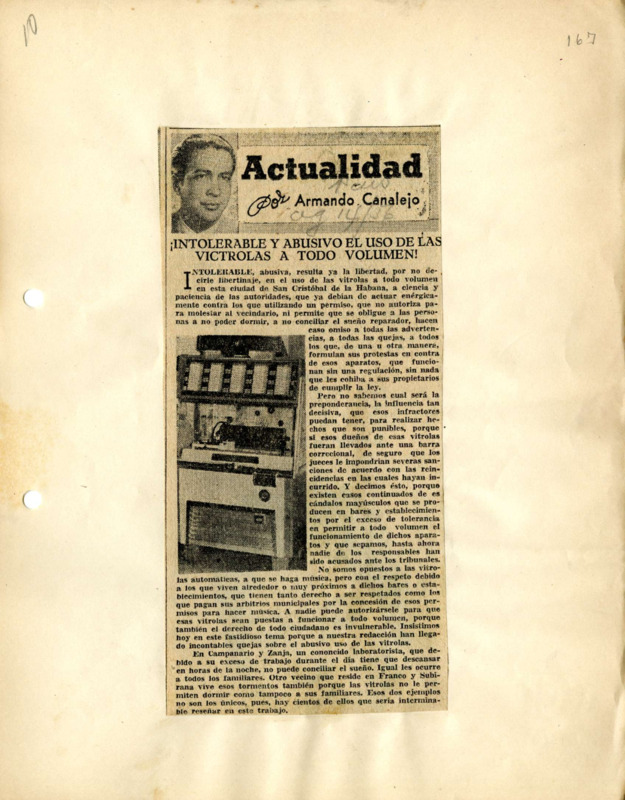 10
167
Actualidad
Por Armando Canalejo
ag 14/56
¡INTOLERABLE Y ABUSIVO EL USO DE LAS
VICTROLAS A TODO VOLUMEN!
INTOLERABLE, abusiva, resulta ya la libertad, por no de-
cirle libertinaje, en el uso de las vitrolas a todo volumen
en esta ciudad de San Cristóbal de la Habana, a ciencia y
paciencia de las autoridades, que ya debían de actuar enérgica-
mente contra los que utilizando un permiso, que no autoriza pa-
ra molestar al vecindario, ni permite que se obligue a las perso-
nas a no poder dormir, a no conciliar el sueño reparador, hacen
caso omiso a todas las adverten-
cias, a todas las quejas, a todos
los que, de una u otra manera,
formulan sus protestas en contra
de esos aparatos, que funcio-
nan sin una regulación, sin nada
que les cohiba a sus propietarios
de cumplir la ley.
Pero no sabemos cual será la
preponderancia, la influencia tan
decisiva, que esos infractores
puedan tener, para realizar he-
chos que son punibles, porque
si esos dueños de esas vitrolas
fueran llevados ante una barra
correccional, de seguro que los
jueces le impondrían severas san-
ciones de acuerdo con las rein-
cidencias en las cuales hayan in-
currido. Y decimos ésto, porque
existen casos continuados de es
cándalos mayúsculos que se pro-
ducen en bares y establecimien-
tos por el exceso de tolerancia
en permitir a todo volumen el
funcionamiento de dichos apara-
tos y que sepamos, hasta ahora
nadie de los responsables han
sido acusados ante los tribunales.
No somos opuestos a las vitro-
las automáticas, a que se haga música, pero con el respeto debido
a los que viven alrededor o muy próximos a dichos bares o esta-
blecimientos, que tienen tanto derecho a ser respetados como los
que pagan sus arbitrios municipales por la concesión de esos per-
misos para hacer música. A nadie puede autorizársele para que
esas vitrolas sean puestas a funcionar a todo volumen, porque
también el derecho de todo ciudadano es invulnerable. Insistimos
hoy en este fastidioso tema porque a nuestra redacción han llega-
do incontables quejas sobre el abusivo uso de las vitrolas.
En Campanario y Zanja, un conocido laboratorista, que de-
bido a su exceso de trabajo durante el día tiene que descansar
en horas de la noche, no puede conciliar el sueño. Igual les ocurre
a todos los familiares. Otro vecino que reside en Franco y Subi-
rana vive esos tormentos también porque las vitrolas no le per-
miten dormir como tampoco a sus familiares. Esos dos ejemplos
no son los únicos, pues, hay cientos de ellos que sería intermina-
ble reseñar en este trabajo.